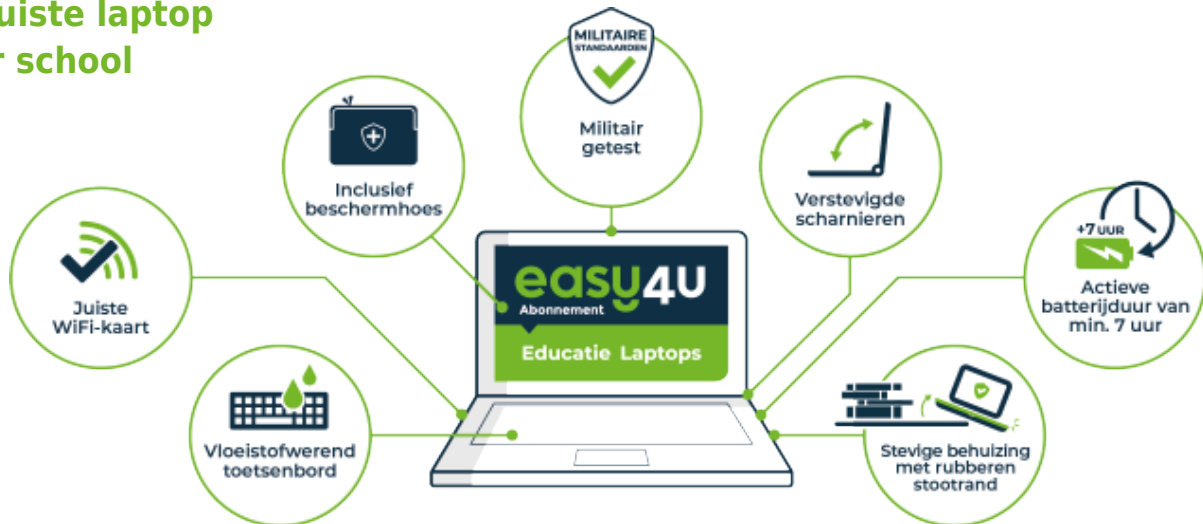 uiste laptop
r school
MILITAIRE
STANDAARDEN
Militair
getest
Inclusief
beschermhoes
Verstevigde
scharnieren
+7 UUR
Actieve
batterijduur van
min. 7 uur
Juiste
WiFi-kaart
easy4u
Abonnement
Educatie Laptops
Vloeistofwerend
toetsenbord
Stevige behuizing
met rubberen
stootrand